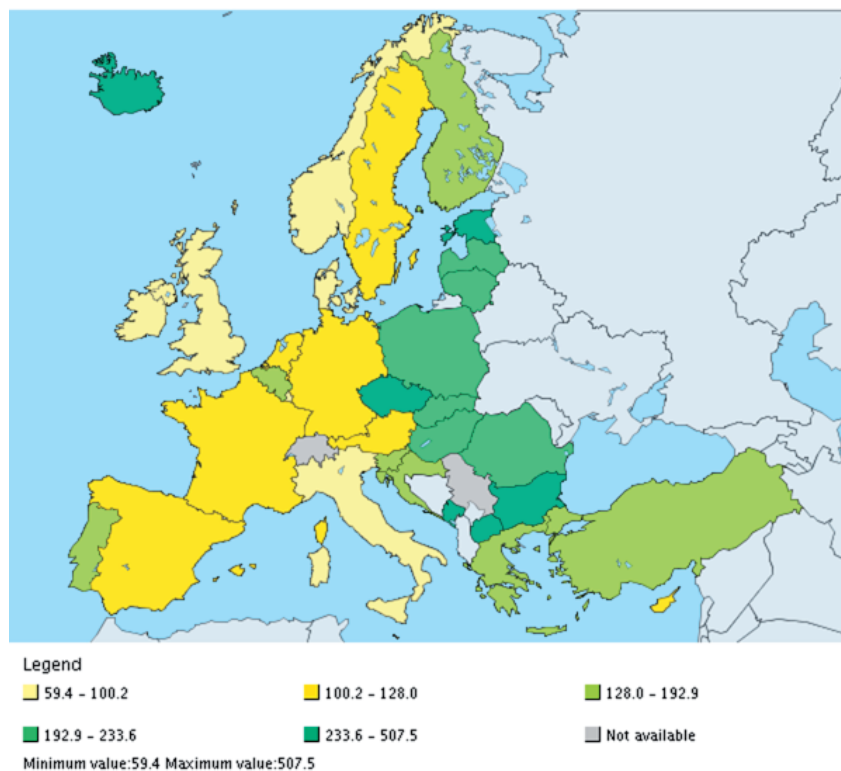 Legend
59.4 - 100.2 100.2 - 128.0 128.0 - 192.9
192.9 - 233.6 233.6 - 507.5 Not available
Minimum value:59.4 Maximum value:507.5